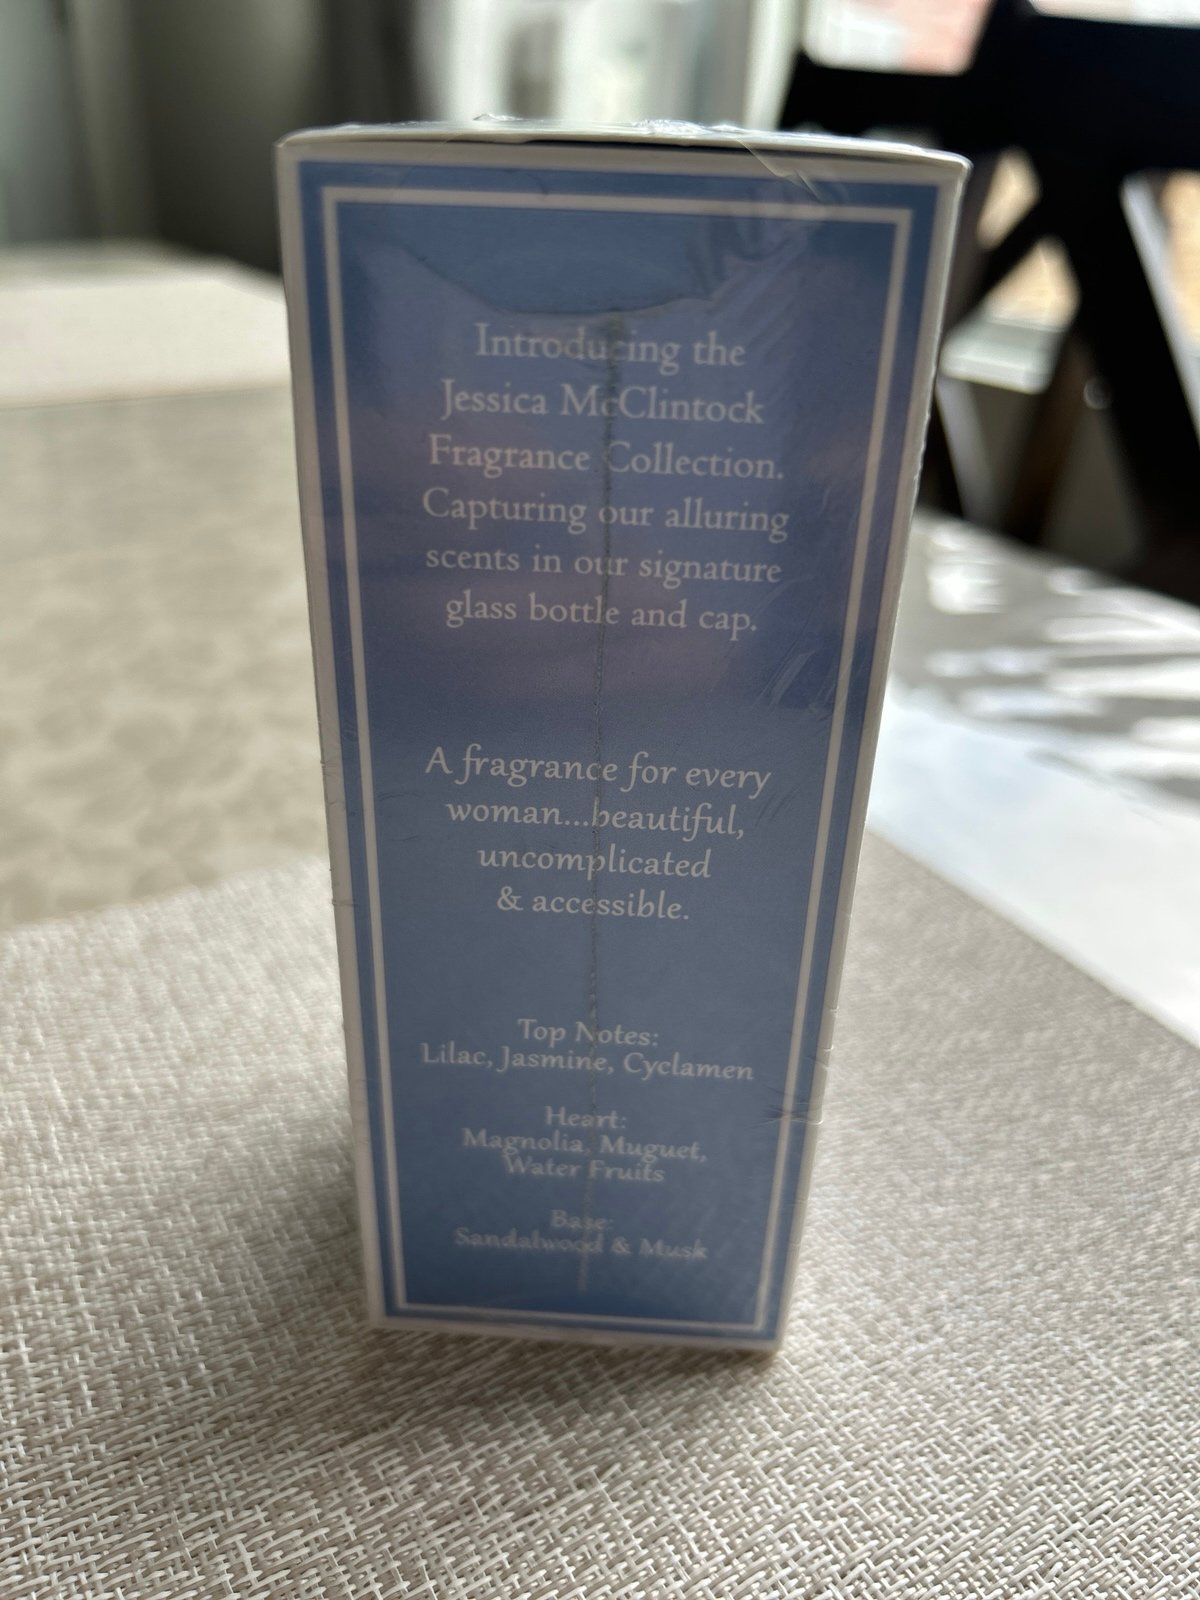 Introducing the
Jessica McClintock
Fragrance Collection.
Capturing our alluring
scents in our signature
glass bottle and cap.
A fragrance for every
woman...beautiful,
uncomplicated
& accessible.
Top Notes:
Lilac, Jasmine, Cyclamen
Heart:
Magnolia, Muguet,
Water Fruits
Base:
Sandalwood & Musk